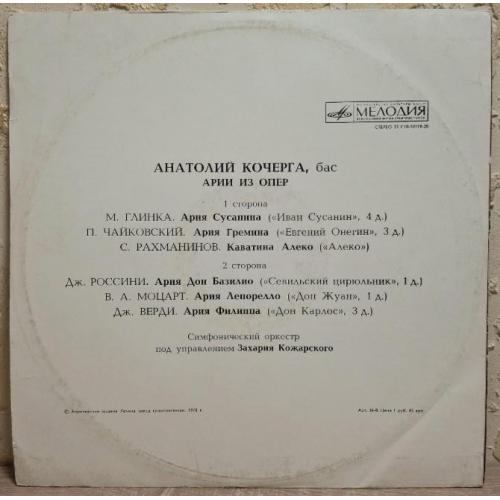 МЕЛОДИЯ
СТЕРЕО
АНАТОЛИЙ КОЧЕРГА, бас
АРИИ ИЗ ОПЕР
1 сторона
М. ГЛИНКА. Ария Сусанина («Иван Сусанин», 4 д.)
П. ЧАЙКОВСКИЙ. Ария Гремина («Евгений Онегин», 3 д.)
С. РАХМАНИНОВ. Каватина Алеко («Алеко»)
2 сторона
Дж. РОССИНИ. Ария Дон Базилио («Севильский цирюльник», 1 д.)
В. А. МОЦАРТ. Ария Лепорелло («Дон Жуан», 1 д.)
Дж. ВЕРДИ. Ария Филиппа («Дон Карлос», 3 д.)
Симфонический оркестр
под управлением Захария Кожарского